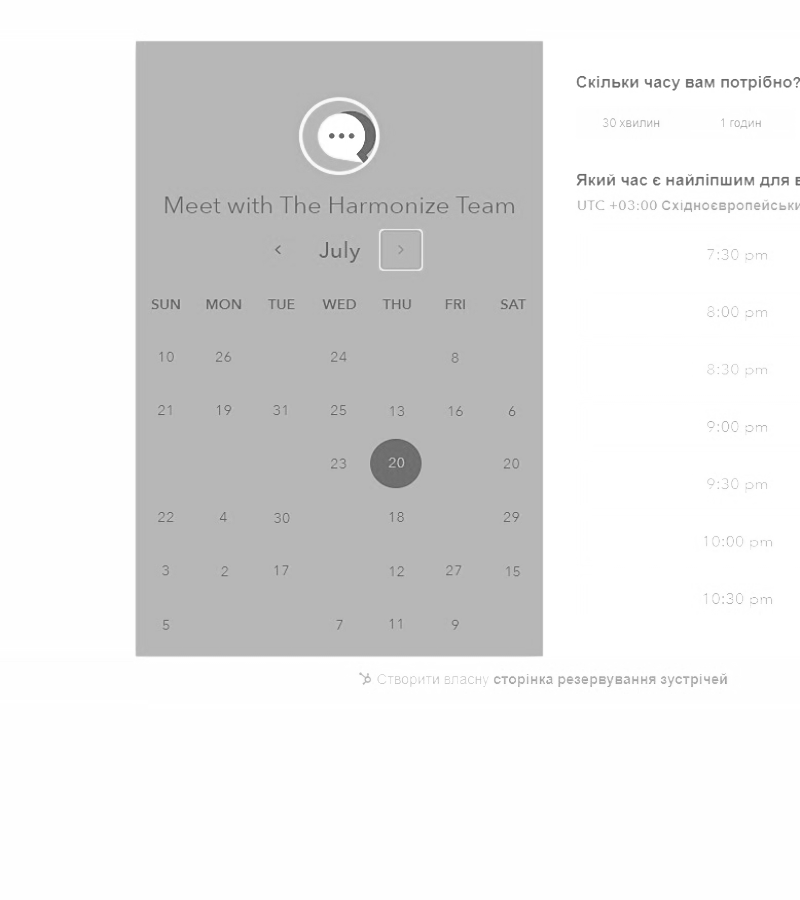 Meet with The Harmonize Team
July
SUN MON TUE WED THU FRI SAT
10 26 24 8
21 19 31 25 13 16 6
23 20 20
22 4 30 18 29
3 2 17 12 27 15
5 7 11 9
Скільки часу вам потрібно?
30 хвилин 1 годин
Який час є найліпшим для в
UTC +03:00 Східноєвропейськи
7:30 pm
8:00 pm
8:30 pm
9:00 pm
9:30 pm
10:00 pm
10:30 pm
Створити власну сторінка резервування зустрічей